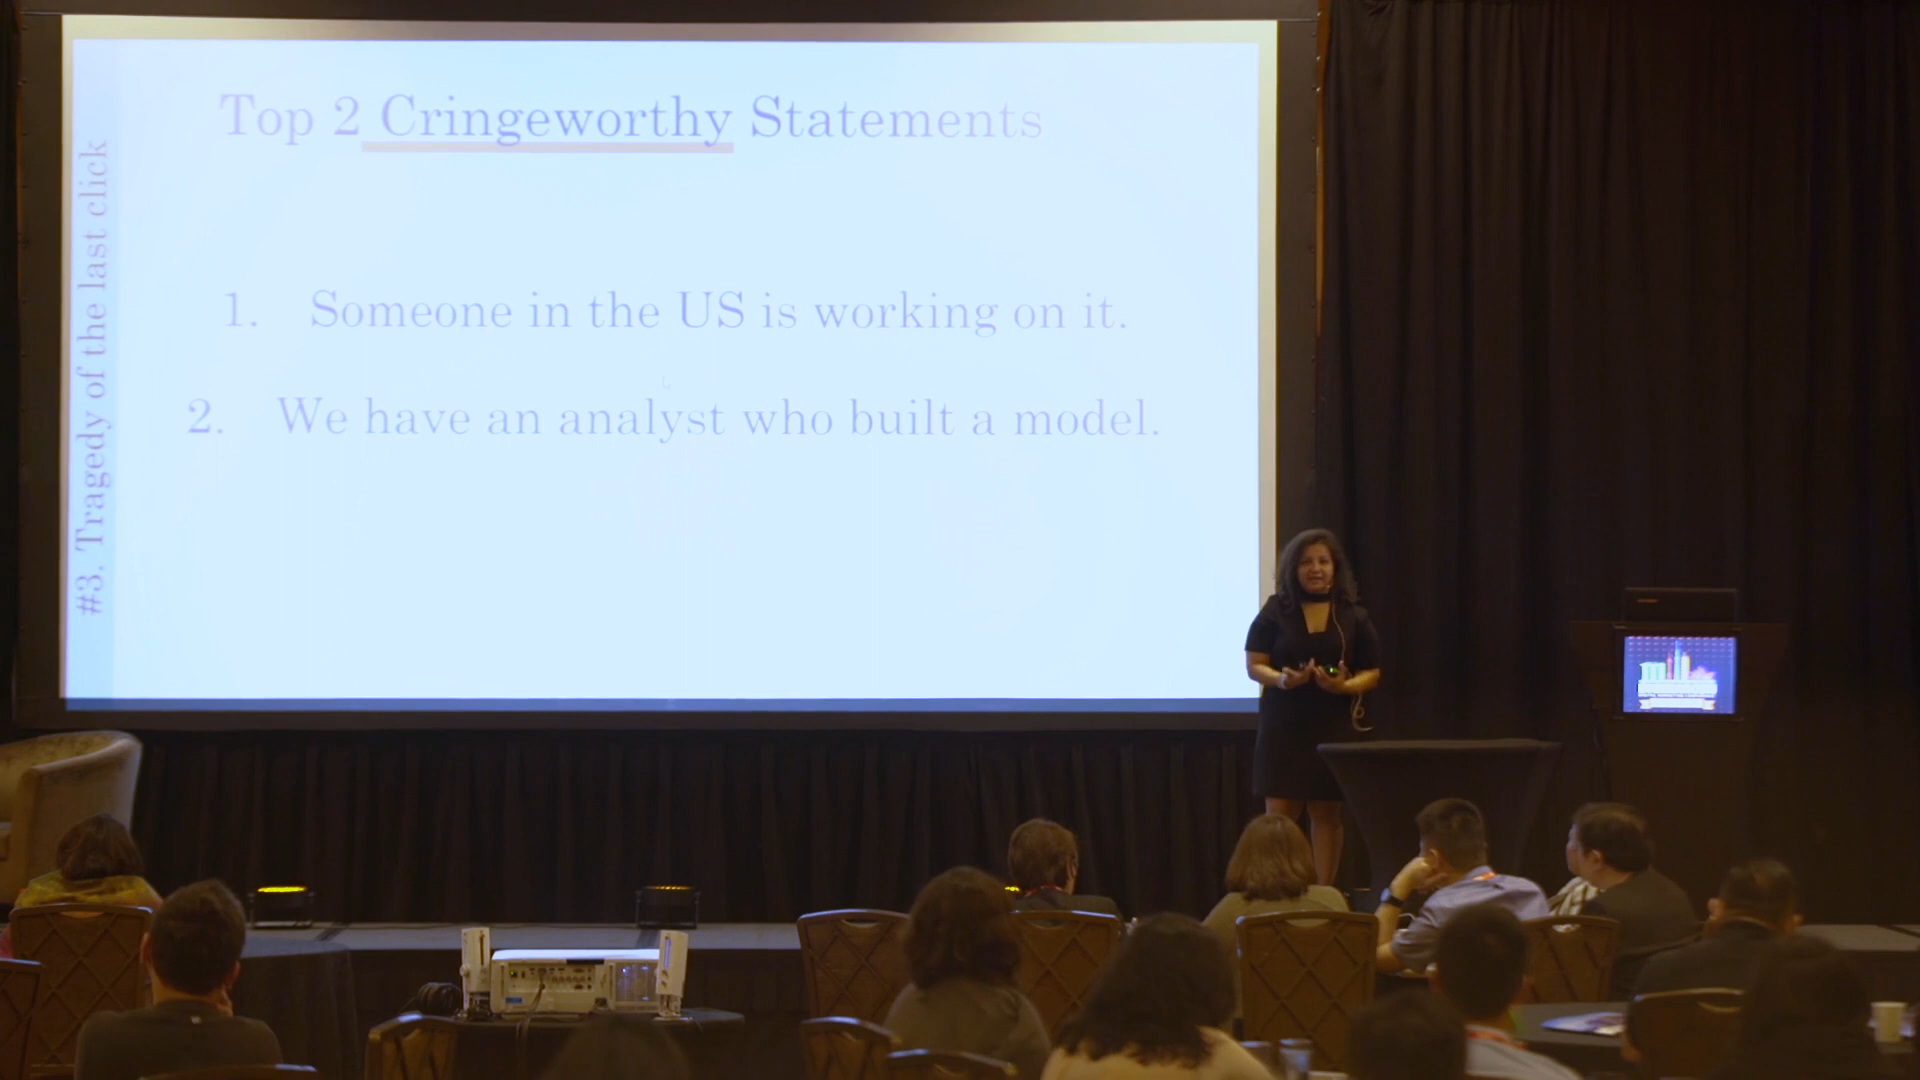 Top 2 Cringeworthy Statements
1. Someone in the US is working on it.
2. We have an analyst who built a model.
#3. Tragedy of the last click